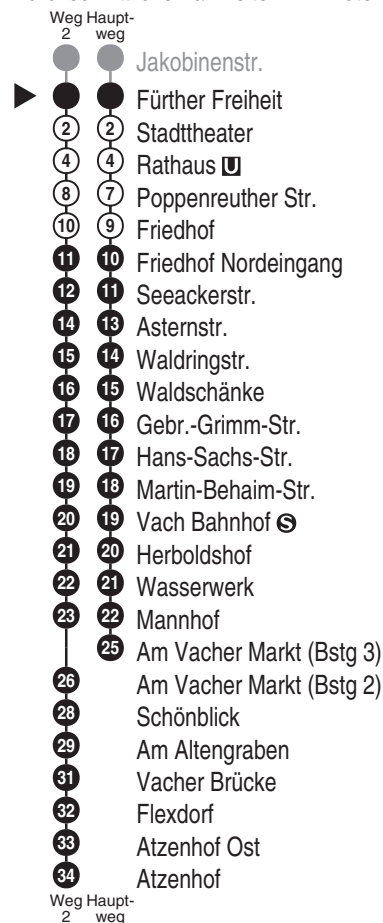 Weg Haupt-
2 weg
Jakobinenstr.
Fürther Freiheit
2 2 Stadttheater
4 4 Rathaus U
8 7 Poppenreuther Str.
10 9 Friedhof
11 10 Friedhof Nordeingang
12 11 Seeackerstr.
14 13 Asternstr.
15 14 Waldringstr.
16 15 Waldschänke
17 16 Gebr.-Grimm-Str.
18 17 Hans-Sachs-Str.
19 18 Martin-Behaim-Str.
20 19 Vach Bahnhof S
21 20 Herboldshof
22 21 Wasserwerk
23 22 Mannhof
25 Am Vacher Markt (Bstg 3)
26 Am Vacher Markt (Bstg 2)
28 Schönblick
29 Am Altengraben
31 Vacher Brücke
32 Flexdorf
33 Atzenhof Ost
34 Atzenhof
Weg Haupt-
2 weg